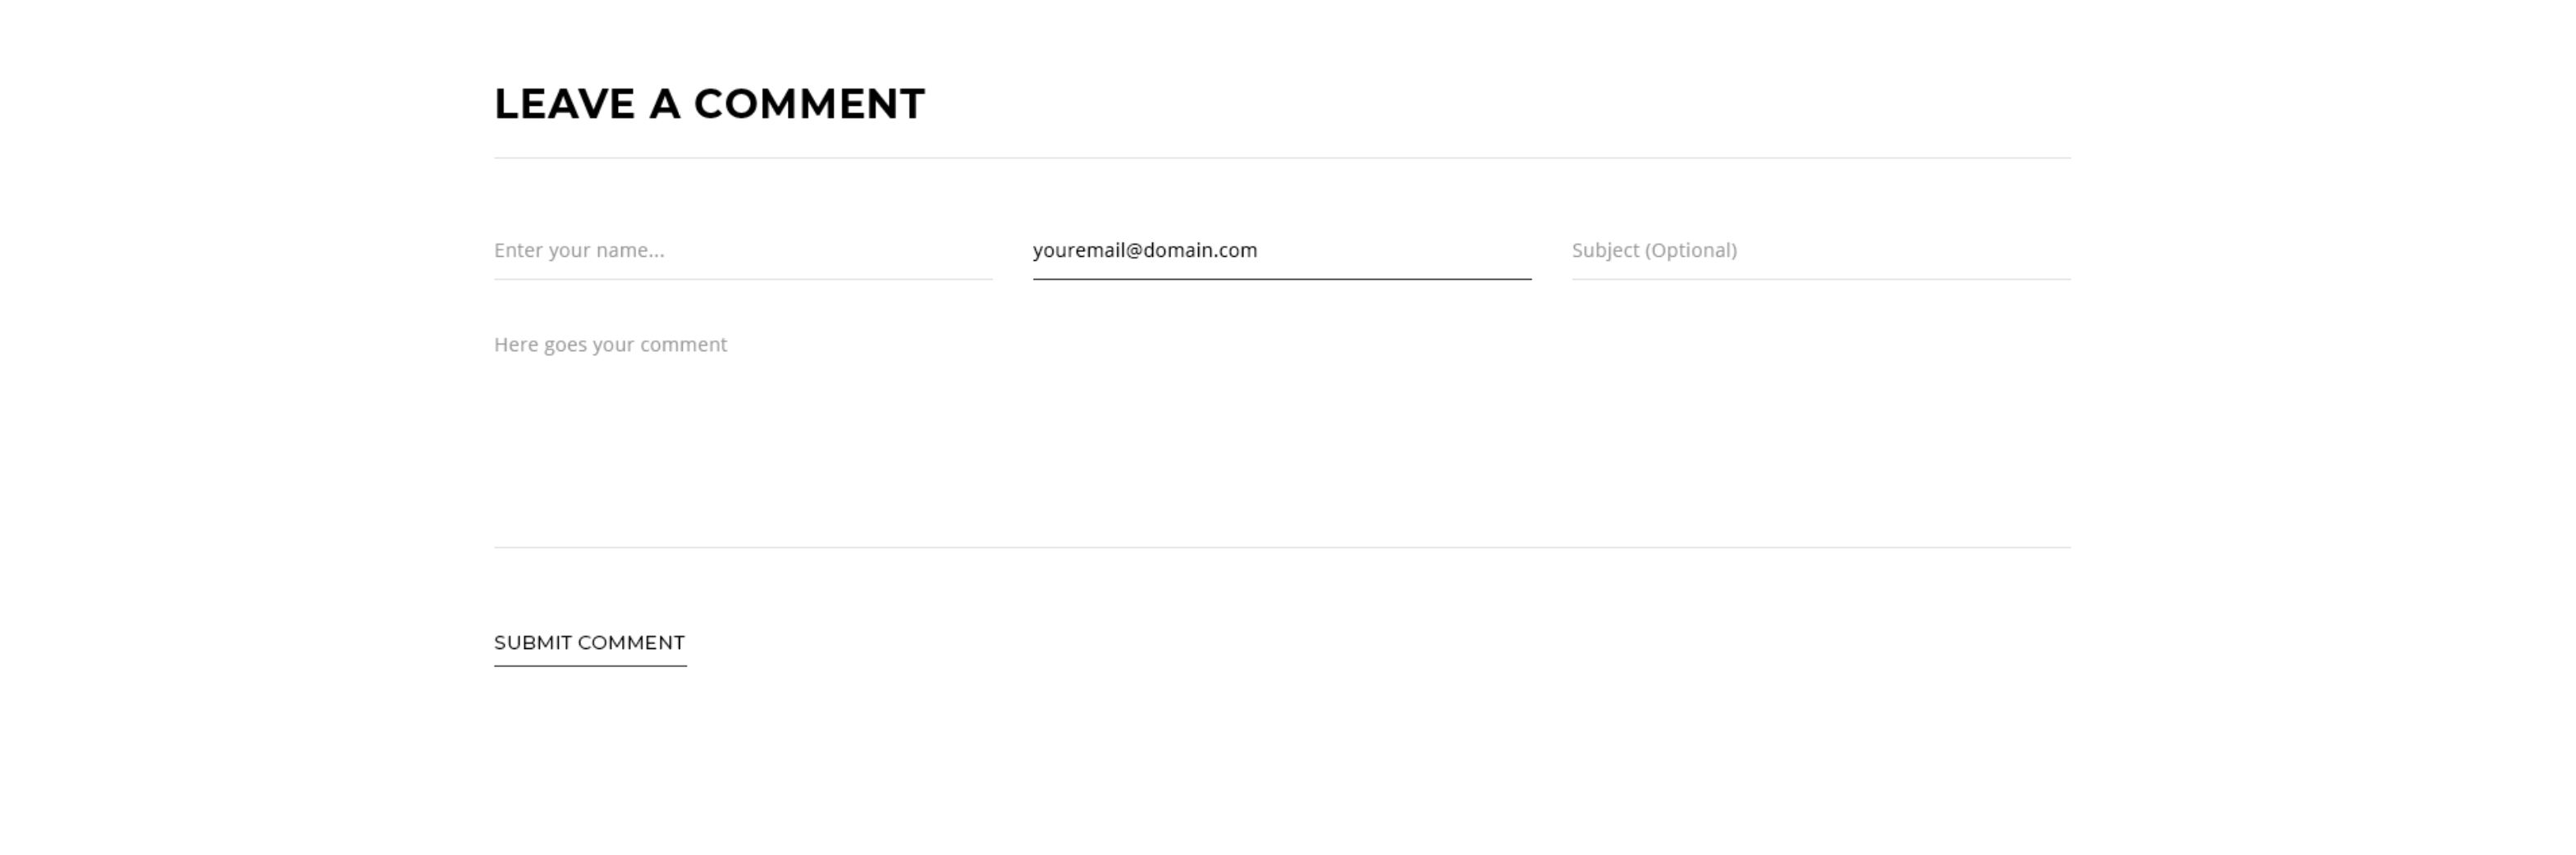 LEAVE A COMMENT
Enter your name...
youremail@domain.com
Subject (Optional)
Here goes your comment
SUBMIT COMMENT